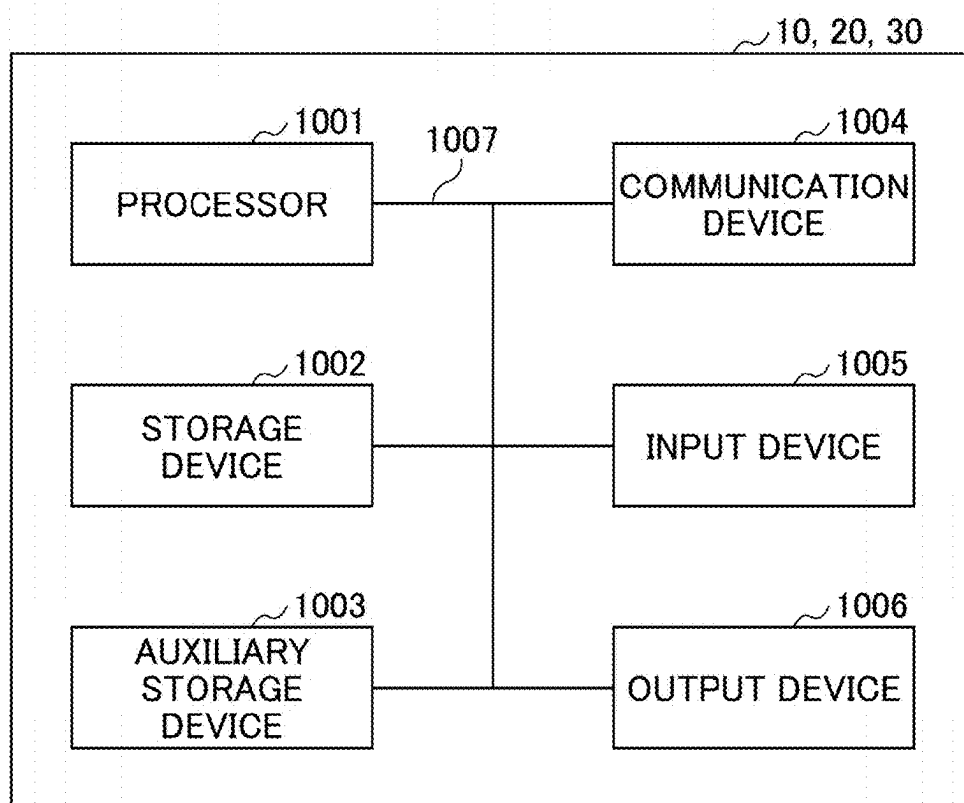 10, 20, 30
1001
PROCESSOR
1007
1004
COMMUNICATION
DEVICE
1002
STORAGE
DEVICE
1005
INPUT DEVICE
1003
AUXILIARY
STORAGE
DEVICE
1006
OUTPUT DEVICE